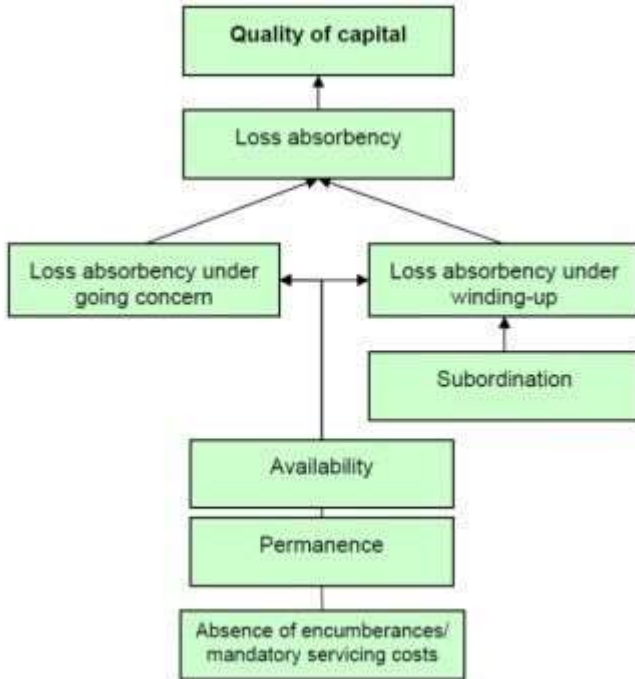 Quality of capital
Loss absorbency
Loss absorbency under
going concern
Loss absorbency under
winding-up
Subordination
Availability
Permanence
Absence of encumberances/
mandatory servicing costs